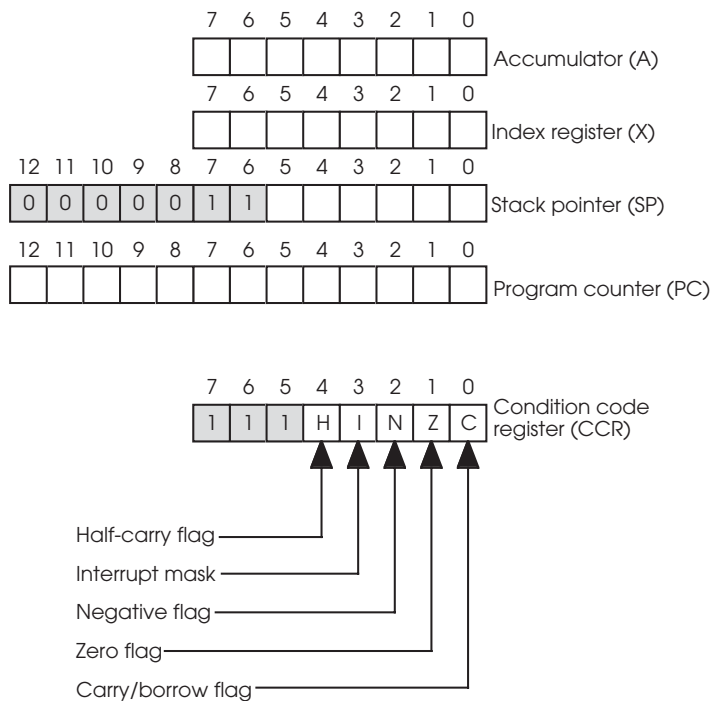 7 6 5 4 3 2 1 0
Accumulator (A)
7 6 5 4 3 2 1 0
Index register (X)
12 11 10 9 8 7 6 5 4 3 2 1 0
0 0 0 0 0 1 1 Stack pointer (SP)
12 11 10 9 8 7 6 5 4 3 2 1 0
Program counter (PC)
7 6 5 4 3 2 1 0
1 1 1 H I N Z C Condition code
register (CCR)
Half-carry flag
Interrupt mask
Negative flag
Zero flag
Carry/borrow flag